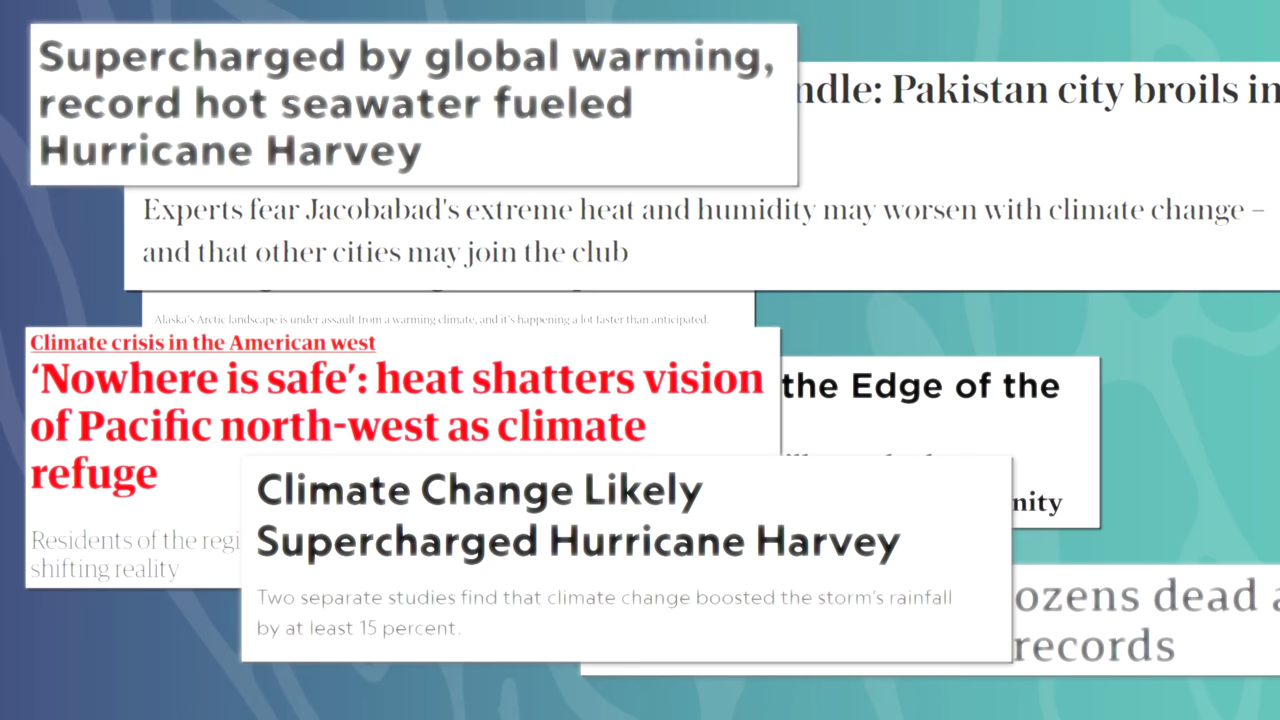 Supercharged by global warming,
record hot seawater fueled
Hurricane Harvey
ndle: Pakistan city broils in
Experts fear Jacobabad's extreme heat and humidity may worsen with climate change –
and that other cities may join the club
Alaska's Arctic landscape is under assault from a warming climate, and it's happening a lot faster than anticipated.
Climate crisis in the American west
‘Nowhere is safe’: heat shatters vision
of Pacific north-west as climate
refuge
Residents of the regi
shifting reality
the Edge of the
nity
Climate Change Likely
Supercharged Hurricane Harvey
Two separate studies find that climate change boosted the storm's rainfall
by at least 15 percent.
ozens dead a
records